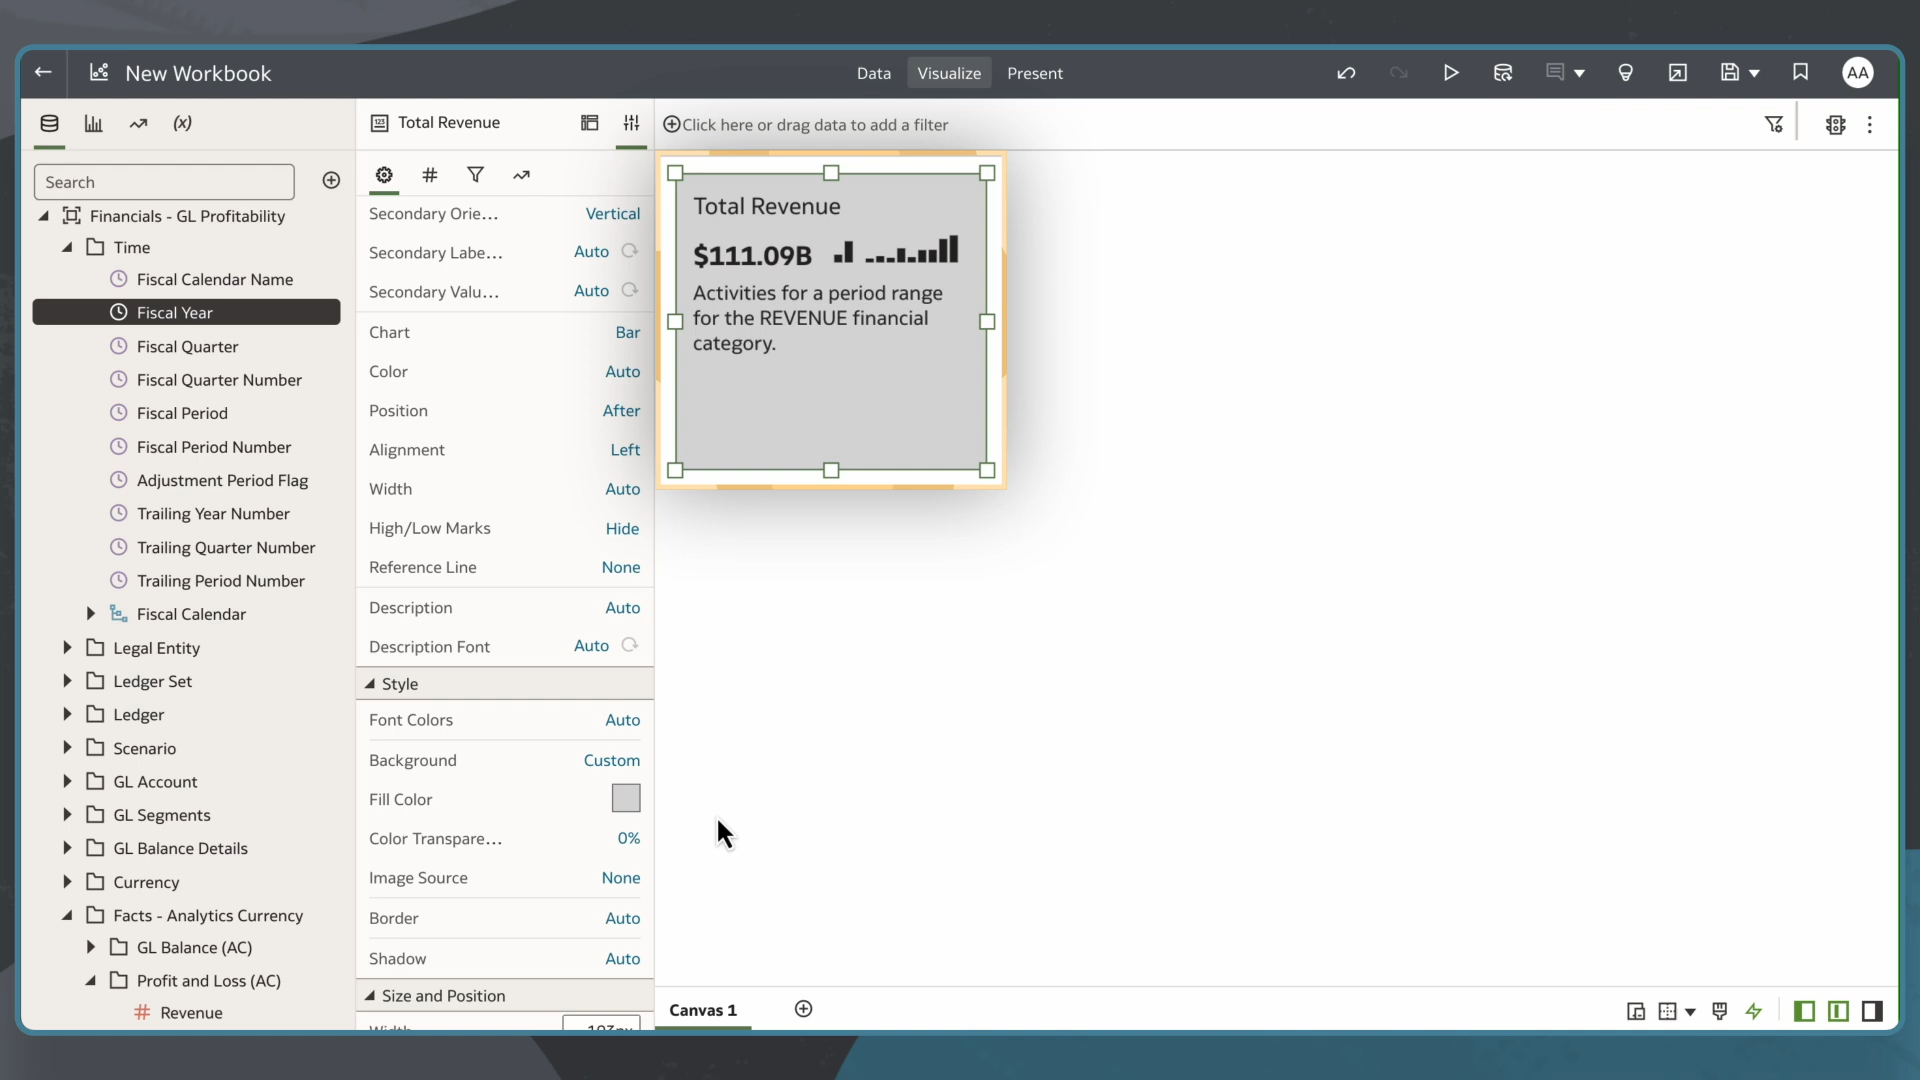 New Workbook
Data
Visualize
Present
AA
(x)
Total Revenue
Click here or drag data to add a filter
Search
Financials - GL Profitability
Time
Fiscal Calendar Name
Fiscal Year
Fiscal Quarter
Fiscal Quarter Number
Fiscal Period
Fiscal Period Number
Adjustment Period Flag
Trailing Year Number
Trailing Quarter Number
Trailing Period Number
Fiscal Calendar
Legal Entity
Ledger Set
Ledger
Scenario
GL Account
GL Segments
GL Balance Details
Currency
Facts - Analytics Currency
GL Balance (AC)
Profit and Loss (AC)
# Revenue
#
Secondary Orie... Vertical
Secondary Labe... Auto
Secondary Valu... Auto
Chart Bar
Color Auto
Position After
Alignment Left
Width Auto
High/Low Marks Hide
Reference Line None
Description Auto
Description Font Auto
Style
Font Colors Auto
Background Custom
Fill Color
Color Transpare... 0%
Image Source None
Border Auto
Shadow Auto
Size and Position
Width 193px
Total Revenue
$111.09B
Activities for a period range
for the REVENUE financial
category.
Canvas 1